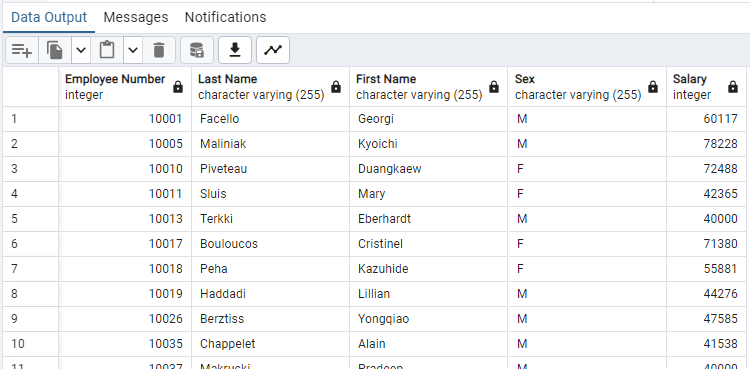 Data Output Messages Notifications
Employee Number Last Name First Name Sex Salary
integer character varying (255) character varying (255) character varying (255) integer
1 10001 Facello Georgi M 60117
2 10005 Maliniak Kyoichi M 78228
3 10010 Piveteau Duangkaew F 72488
4 10011 Sluis Mary F 42365
5 10013 Terkki Eberhardt M 40000
6 10017 Bouloucos Cristinel F 71380
7 10018 Peha Kazuhide F 55881
8 10019 Haddadi Lillian M 44276
9 10026 Berztiss Yongqiao M 47585
10 10035 Chappelet Alain M 41538
11 10037 Makrucki Pradeep M 40000